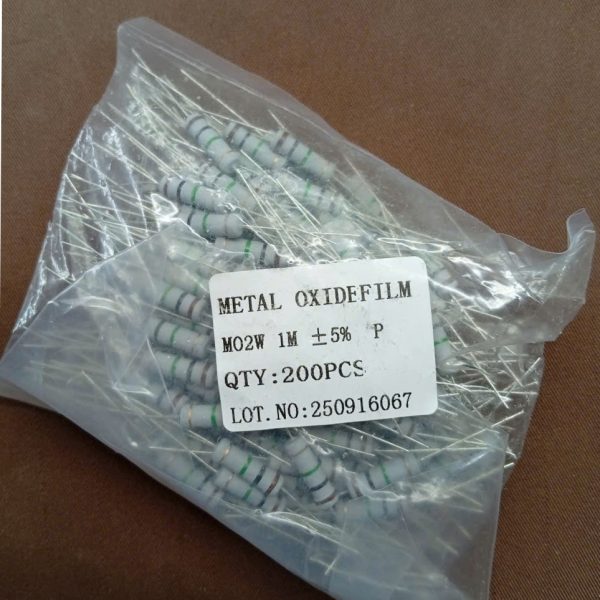 METAL OXIDEFILM
MO2W 1M ±5% P
QTY:200PCS
LOT.NO:250916067